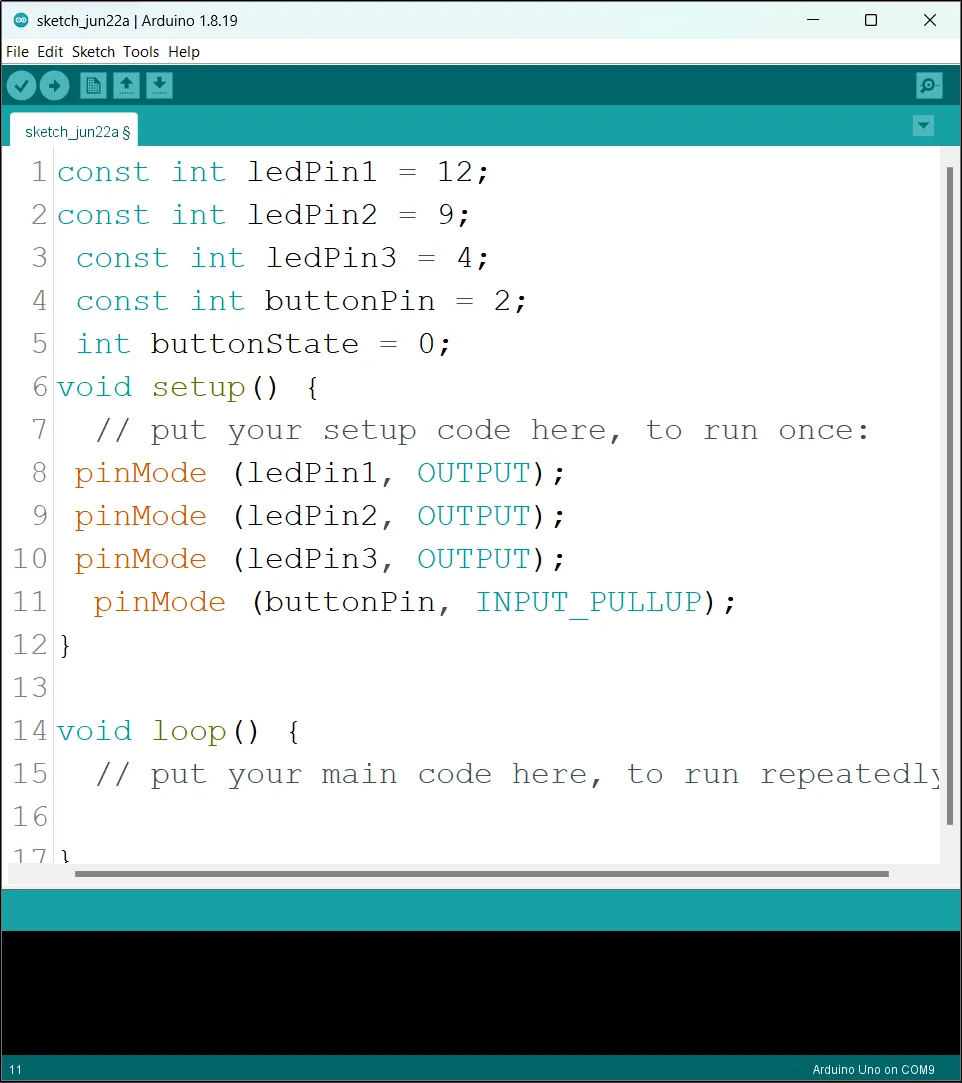 sketch_jun22a | Arduino 1.8.19
File Edit Sketch Tools Help
sketch_jun22a §
1 const int ledPin1 = 12;
2 const int ledPin2 = 9;
3 const int ledPin3 = 4;
4 const int buttonPin = 2;
5 int buttonState = 0;
6 void setup() {
7 // put your setup code here, to run once:
8 pinMode (ledPin1, OUTPUT);
9 pinMode (ledPin2, OUTPUT);
10 pinMode (ledPin3, OUTPUT);
11 pinMode (buttonPin, INPUT_PULLUP);
12 }
13
14 void loop() {
15 // put your main code here, to run repeatedly
16
17 }
11
Arduino Uno on COM9